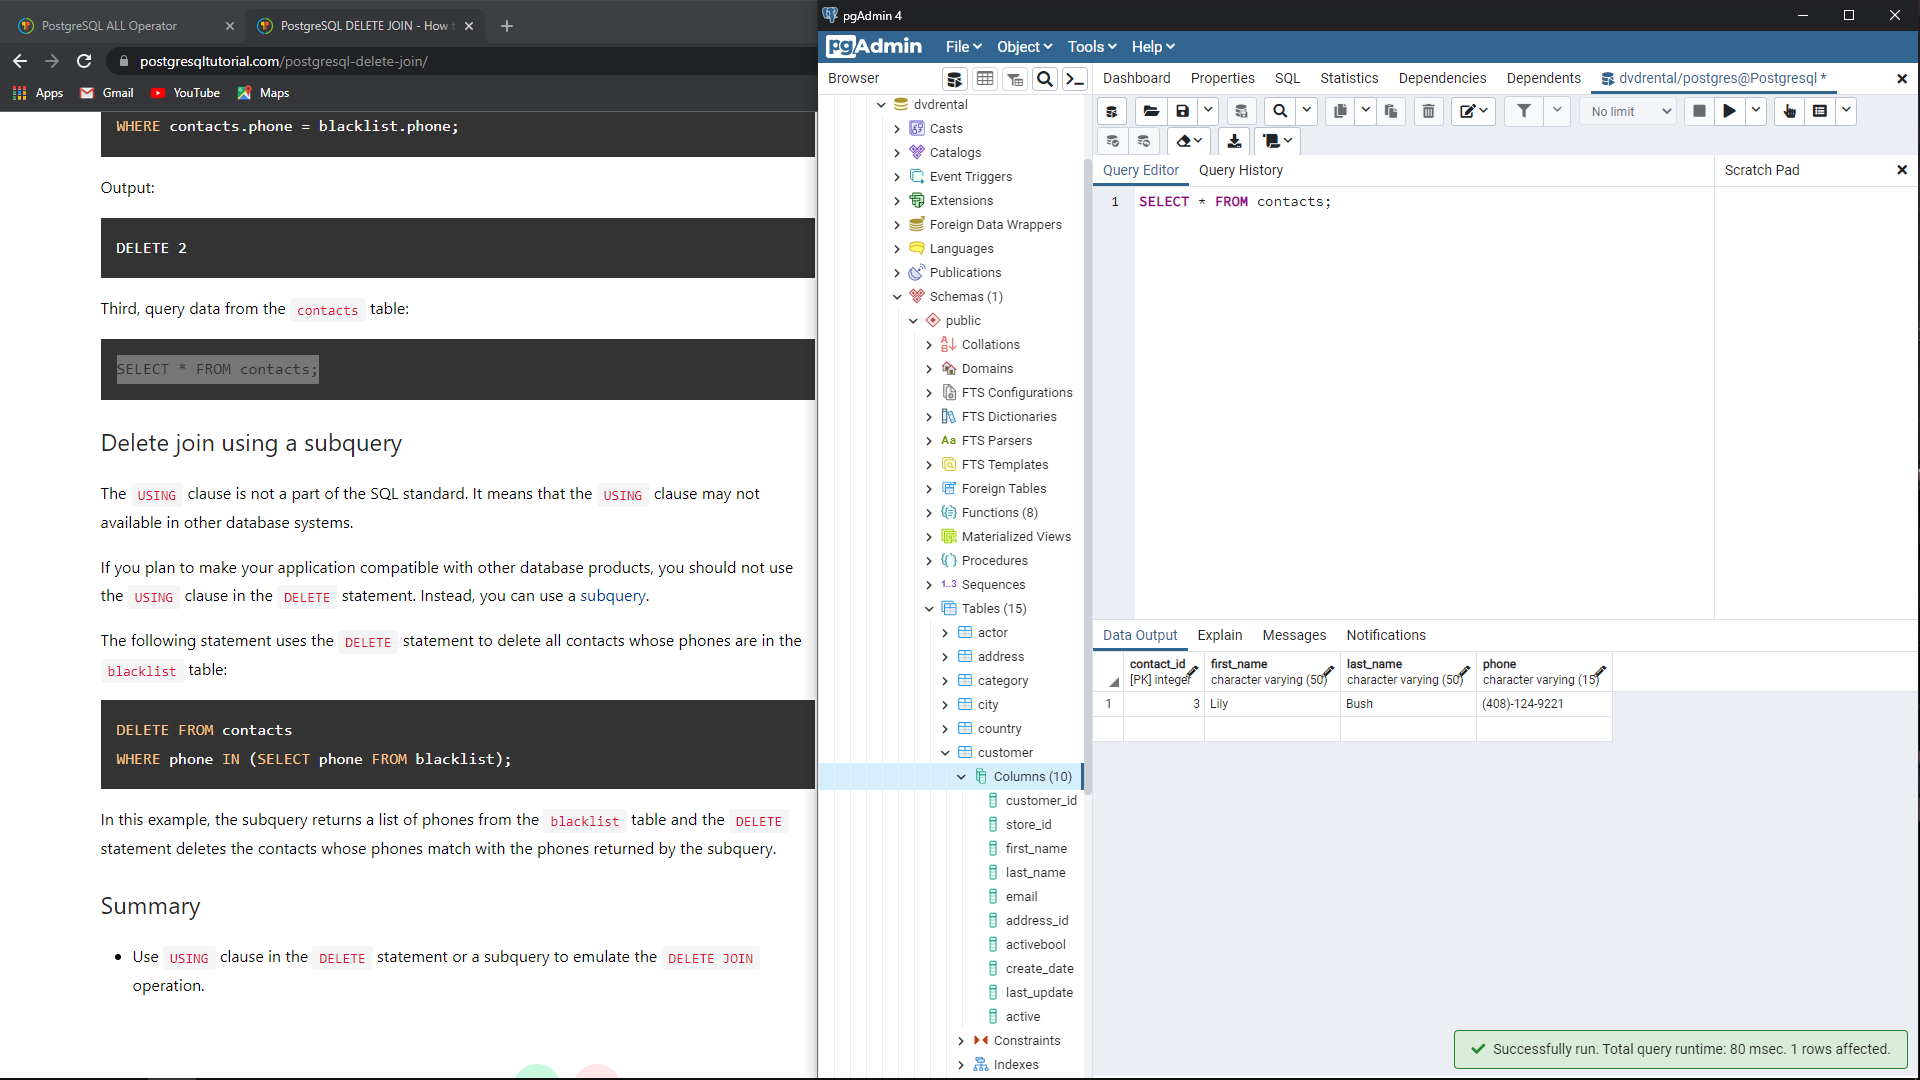 PostgreSQL ALL Operator
PostgreSQL DELETE JOIN - How
postgresqltutorial.com/postgresql-delete-join/
Apps
Gmail
YouTube
Maps
WHERE contacts.phone = blacklist.phone;
Output:
DELETE 2
Third, query data from the contacts table:
SELECT * FROM contacts;
Delete join using a subquery
The USING clause is not a part of the SQL standard. It means that the USING clause may not
available in other database systems.
If you plan to make your application compatible with other database products, you should not use
the USING clause in the DELETE statement. Instead, you can use a subquery.
The following statement uses the DELETE statement to delete all contacts whose phones are in the
blacklist table:
DELETE FROM contacts
WHERE phone IN (SELECT phone FROM blacklist);
In this example, the subquery returns a list of phones from the blacklist table and the DELETE
statement deletes the contacts whose phones match with the phones returned by the subquery.
Summary
Use USING clause in the DELETE statement or a subquery to emulate the DELETE JOIN
operation.
pgAdmin 4
pgAdmin
File
Object
Tools
Help
Browser
dvdrental
Casts
Catalogs
Event Triggers
Extensions
Foreign Data Wrappers
Languages
Publications
Schemas (1)
public
Collations
Domains
FTS Configurations
FTS Dictionaries
Aa FTS Parsers
FTS Templates
Foreign Tables
Functions (8)
Materialized Views
Procedures
1..3 Sequences
Tables (15)
actor
address
category
city
country
customer
Columns (10)
customer_id
store_id
first_name
last_name
email
address_id
activebool
create_date
last_update
active
Constraints
Indexes
Dashboard
Properties
SQL
Statistics
Dependencies
Dependents
dvdrental/postgres@Postgresql *
No limit
Query Editor
Query History
Scratch Pad
1 SELECT * FROM contacts;
Data Output
Explain
Messages
Notifications
contact_id first_name last_name phone
[PK] integer character varying (50) character varying (50) character varying (15)
1 3 Lily Bush (408)-124-9221
Successfully run. Total query runtime: 80 msec. 1 rows affected.